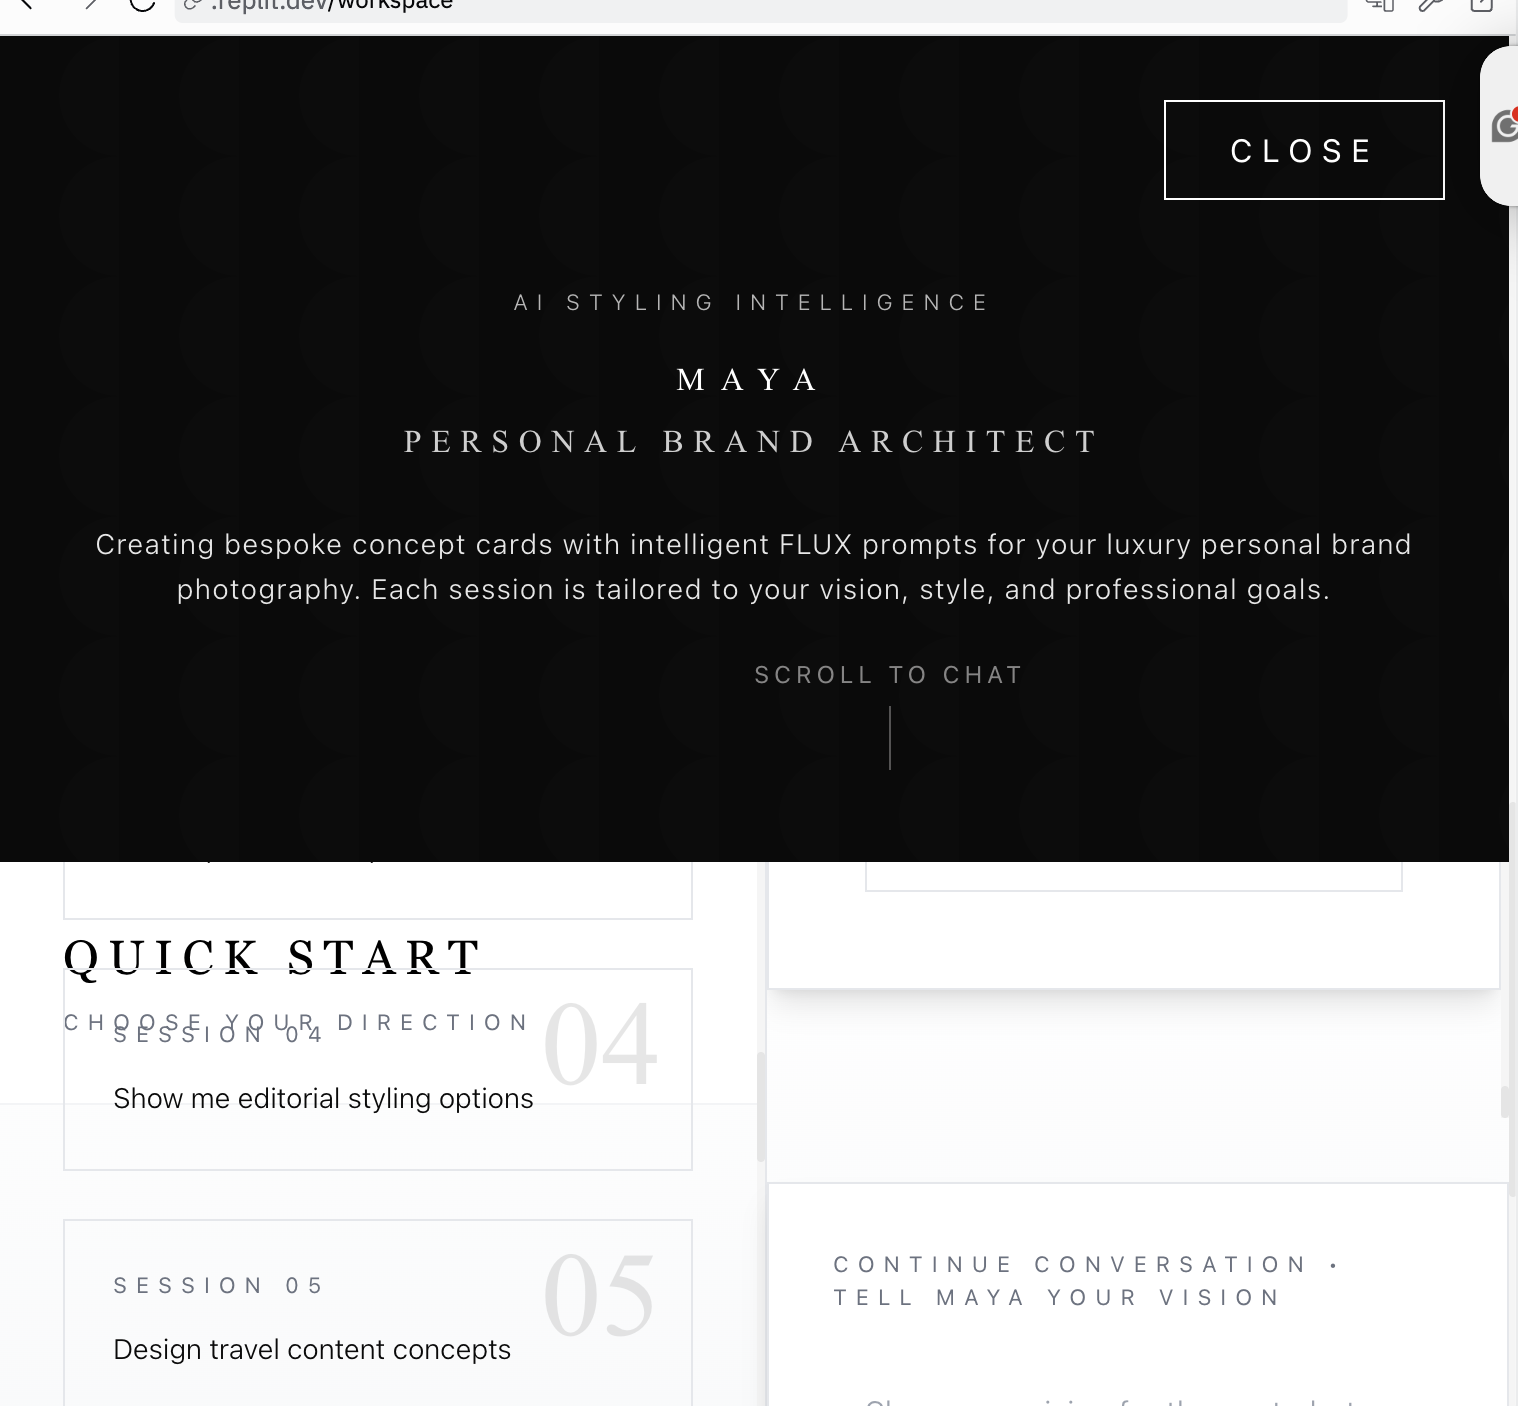 .replit.dev/workspace
CLOSE
AI STYLING INTELLIGENCE
MAYA
PERSONAL BRAND ARCHITECT
Creating bespoke concept cards with intelligent FLUX prompts for your luxury personal brand
photography. Each session is tailored to your vision, style, and professional goals.
SCROLL TO CHAT
QUICK START
CHOOSE YOUR DIRECTION
04
SESSION 04
Show me editorial styling options
05
SESSION 05
Design travel content concepts
CONTINUE CONVERSATION •
TELL MAYA YOUR VISION